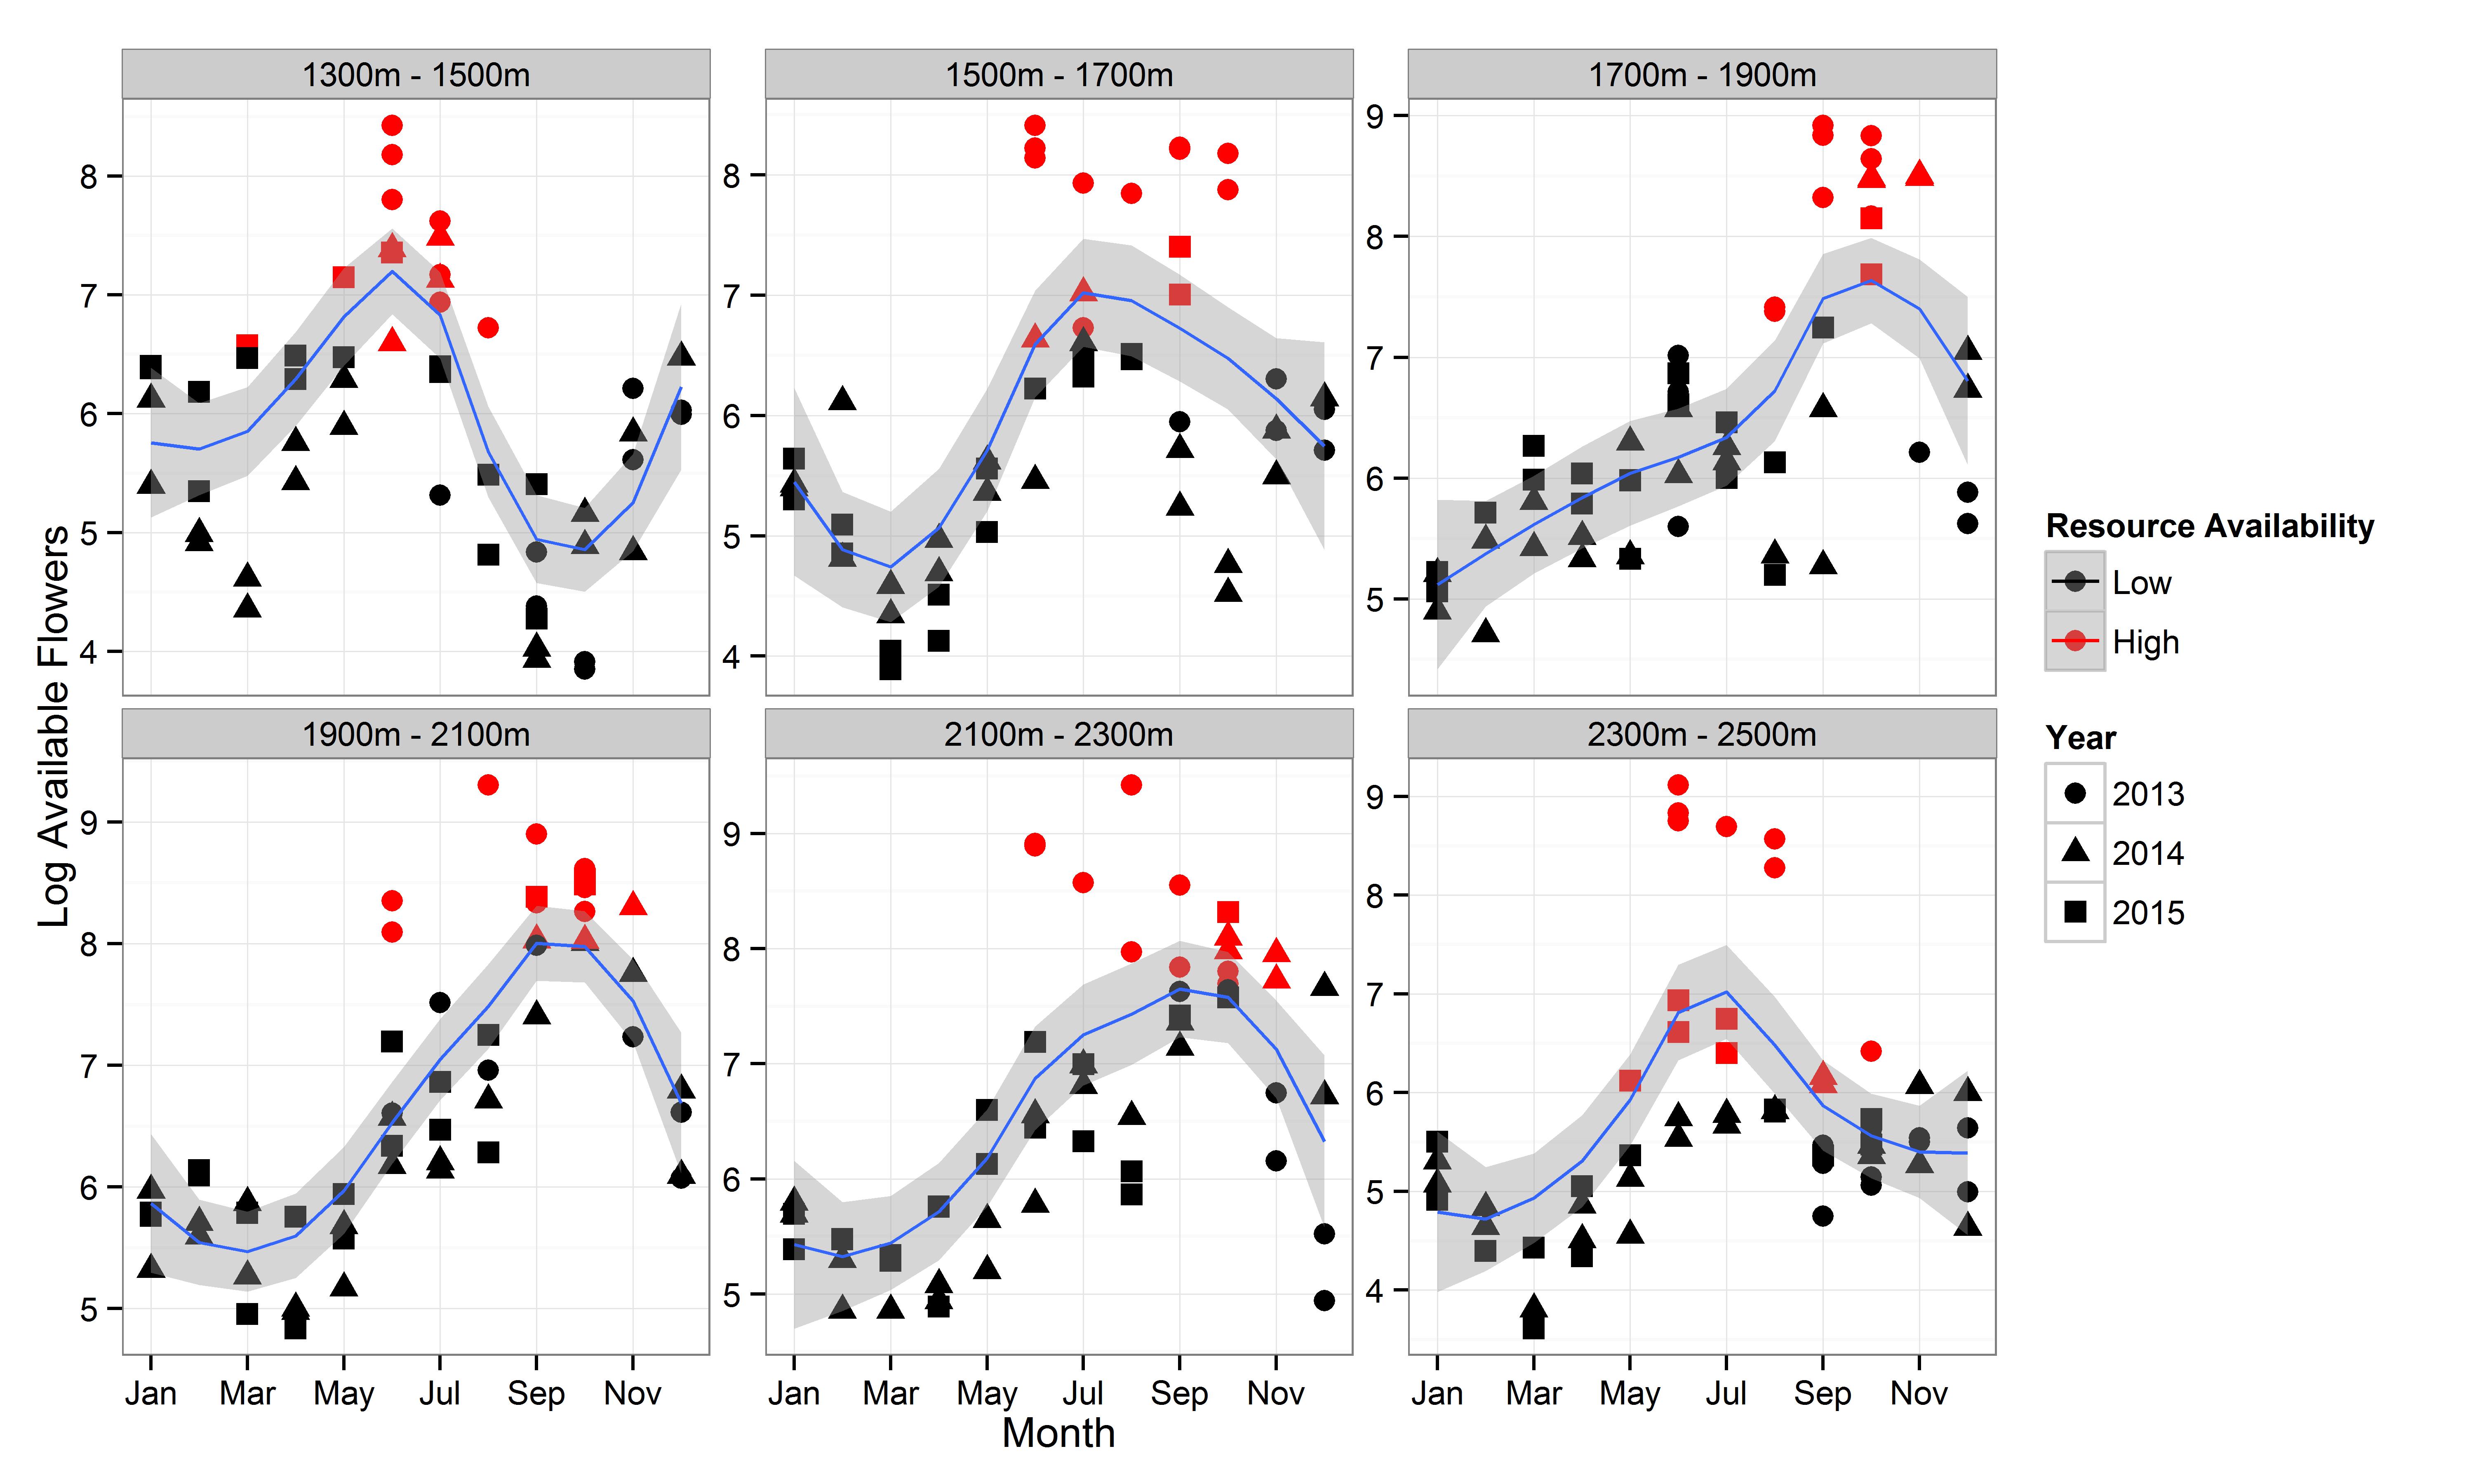 1300m - 1500m
1500m - 1700m
1700m - 1900m
8
7
6
5
4
8
7
6
5
4
9
8
7
6
5
Log Available Flowers
1900m - 2100m
2100m - 2300m
2300m - 2500m
9
8
7
6
5
9
8
7
6
5
9
8
7
6
5
4
Jan Mar May Jul Sep Nov
Jan Mar May Jul Sep Nov
Jan Mar May Jul Sep Nov
Month
Resource Availability
Low
High
Year
2013
2014
2015